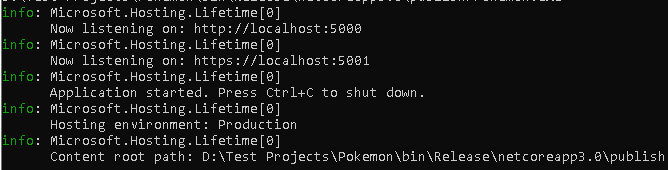 info: Microsoft.Hosting.Lifetime[0]
Now listening on: http://localhost:5000
info: Microsoft.Hosting.Lifetime[0]
Now listening on: https://localhost:5001
info: Microsoft.Hosting.Lifetime[0]
Application started. Press Ctrl+C to shut down.
info: Microsoft.Hosting.Lifetime[0]
Hosting environment: Production
info: Microsoft.Hosting.Lifetime[0]
Content root path: D:\Test Projects\Pokemon\bin\Release\netcoreapp3.0\publish